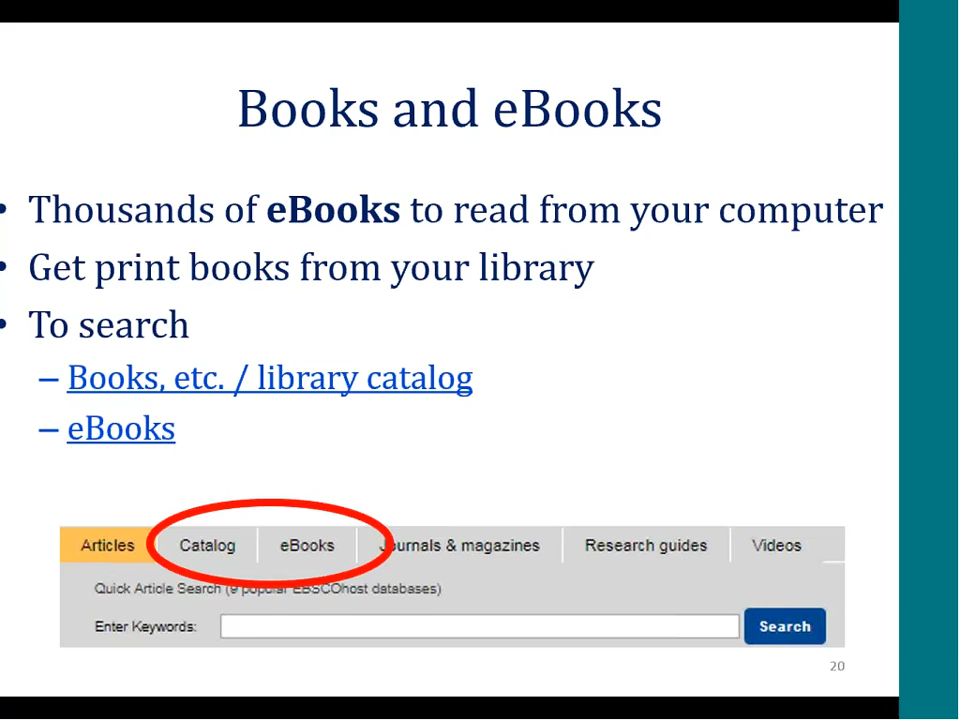 Books and eBooks
• Thousands of eBooks to read from your computer
• Get print books from your library
• To search
– Books, etc. / library catalog
– eBooks
Articles Catalog eBooks Journals & magazines Research guides Videos
Quick Article Search (9 popular EBSCOhost databases)
Enter Keywords: Search
20